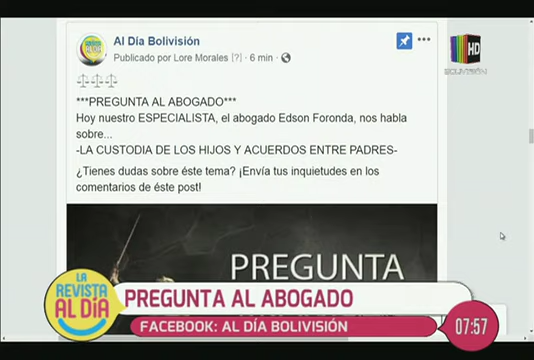 Al Día Bolivisión
Publicado por Lore Morales [?] · 6 min ·
HD
BOLIVISIÓN
***PREGUNTA AL ABOGADO***
Hoy nuestro ESPECIALISTA, el abogado Edson Foronda, nos habla
sobre...
-LA CUSTODIA DE LOS HIJOS Y ACUERDOS ENTRE PADRES-
¿Tienes dudas sobre éste tema? ¡Envía tus inquietudes en los
comentarios de éste post!
PREGUNTA
LA
REVISTA
AL DÍA
PREGUNTA AL ABOGADO
FACEBOOK: AL DÍA BOLIVISIÓN
07:57